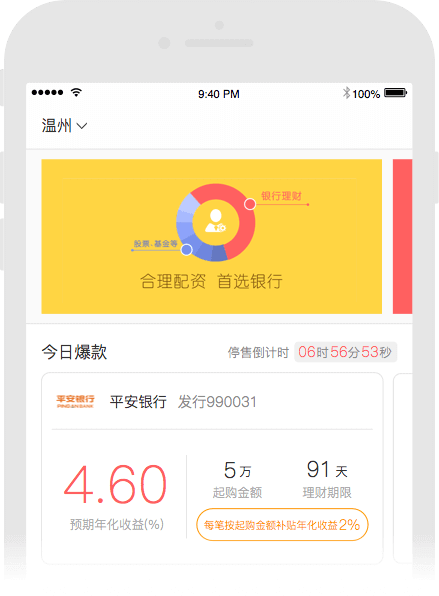 9:40 PM
100%
温州
银行理财
股票、基金等
合理配资 首选银行
今日爆款
停售倒计时 06时56分53秒
平安银行
PING AN BANK
平安银行 发行990031
4.60
预期年化收益(%)
5万
起购金额
91天
理财期限
每笔按起购金额补贴年化收益2%